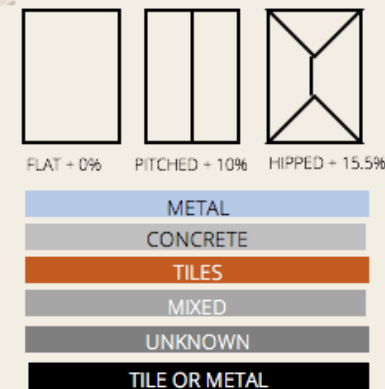 FLAT + 0% PITCHED + 10% HIPPED + 15.5%
METAL
CONCRETE
TILES
MIXED
UNKNOWN
TILE OR METAL